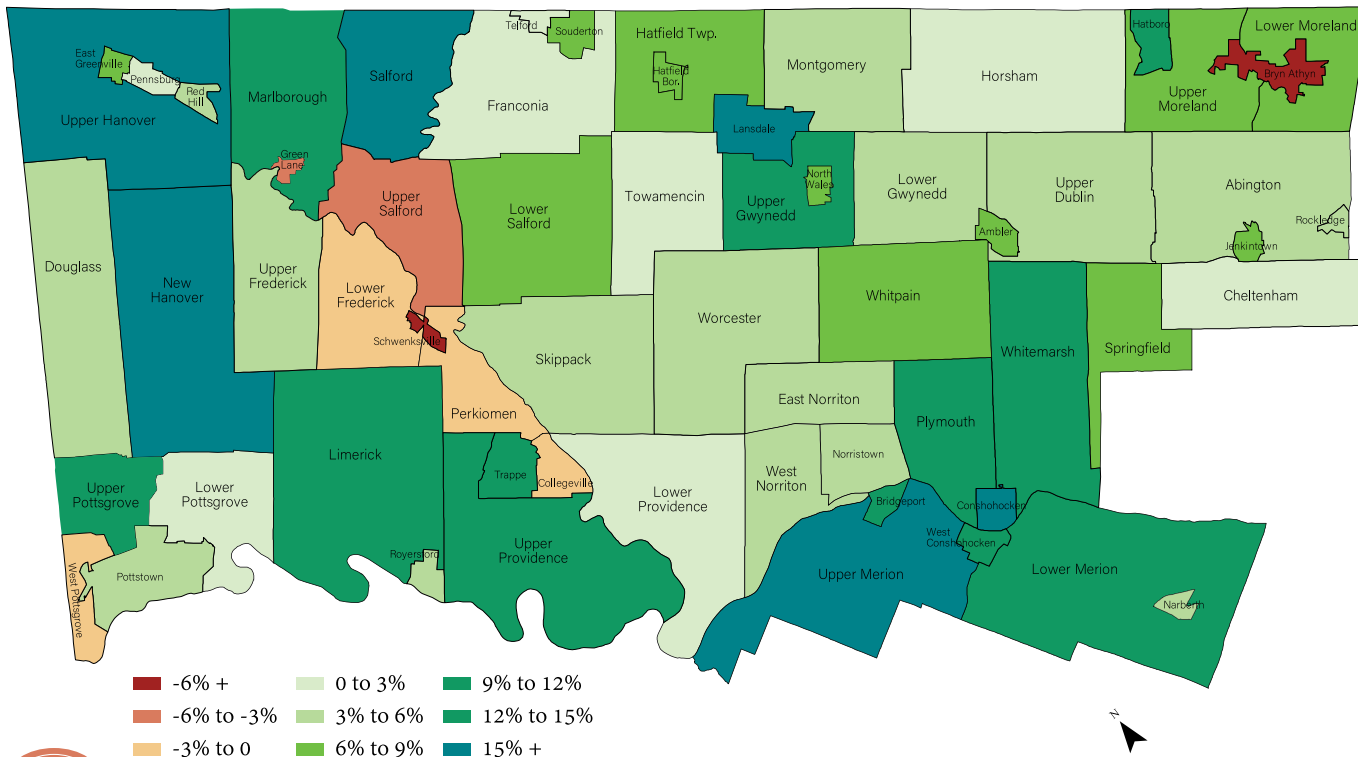 Telford
Souderton
Hatfield Twp.
Hatboro
Lower Moreland
East
Greenville
Pennsburg
Red
Hill
Upper Hanover
Marlborough
Salford
Franconia
Hatfield
Bor.
Montgomery
Horsham
Upper
Moreland
Bryn Athyn
Lansdale
Green
Lane
Upper
Salford
Lower
Salford
Towamencin
Upper
Gwynedd
North
Wales
Lower
Gwynedd
Upper
Dublin
Abington
Rockledge
Ambler
Jenkintown
Douglass
New
Hanover
Upper
Frederick
Lower
Frederick
Schwenksville
Worcester
Whitpain
Cheltenham
Skippack
Whitemarsh
Springfield
Perkiomen
East Norriton
Plymouth
Limerick
Trappe
Collegeville
Norristown
West
Norriton
Upper
Pottsgrove
Lower
Pottsgrove
Lower
Providence
Bridgeport
Conshohocken
West
Conshohocken
Royersford
Upper
Providence
Upper Merion
Lower Merion
Pottstown
West Pottsgrove
Narberth
-6% +
-6% to -3%
-3% to 0
0 to 3%
3% to 6%
6% to 9%
9% to 12%
12% to 15%
15% +
N